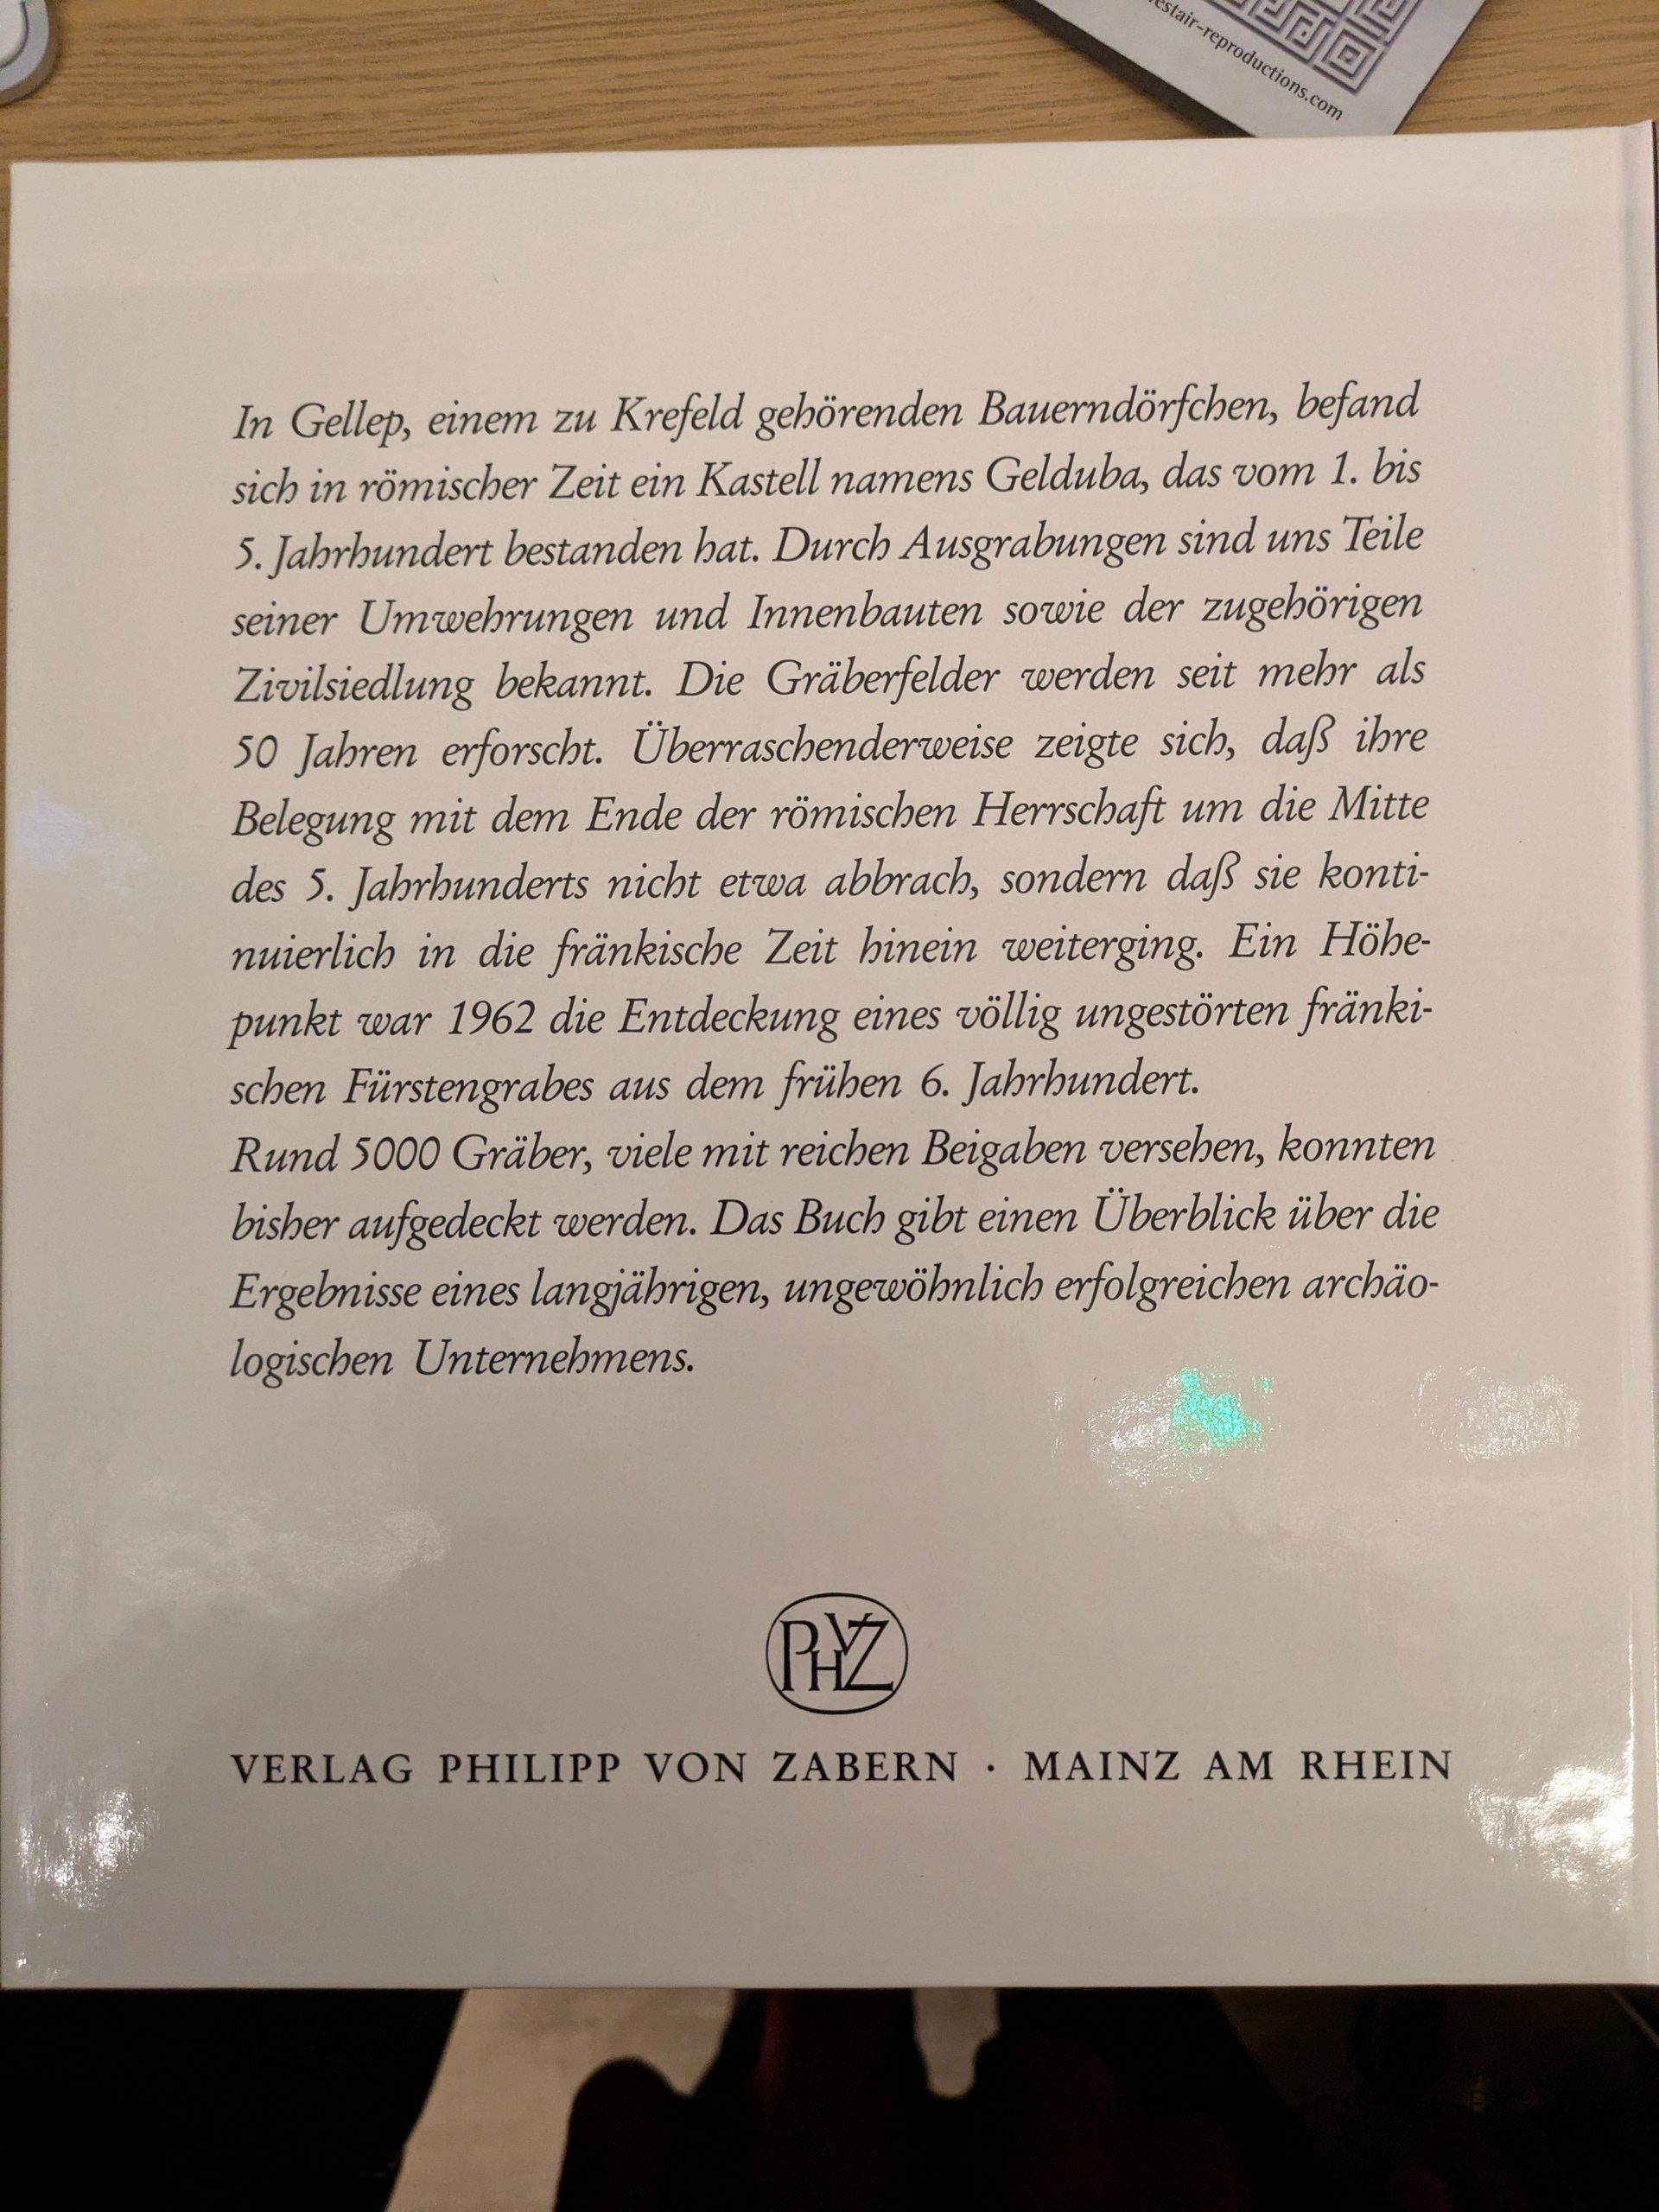 estair-reproductions.com
In Gellep, einem zu Krefeld gehörenden Bauerndörfchen, befand
sich in römischer Zeit ein Kastell namens Gelduba, das vom 1. bis
5. Jahrhundert bestanden hat. Durch Ausgrabungen sind uns Teile
seiner Umwehrungen und Innenbauten sowie der zugehörigen
Zivilsiedlung bekannt. Die Gräberfelder werden seit mehr als
50 Jahren erforscht. Überraschenderweise zeigte sich, daß ihre
Belegung mit dem Ende der römischen Herrschaft um die Mitte
des 5. Jahrhunderts nicht etwa abbrach, sondern daß sie konti-
nuierlich in die fränkische Zeit hinein weiterging. Ein Höhe-
punkt war 1962 die Entdeckung eines völlig ungestörten fränki-
schen Fürstengrabes aus dem frühen 6. Jahrhundert.
Rund 5000 Gräber, viele mit reichen Beigaben versehen, konnten
bisher aufgedeckt werden. Das Buch gibt einen Überblick über die
Ergebnisse eines langjährigen, ungewöhnlich erfolgreichen archäo-
logischen Unternehmens.
PHVZ
VERLAG PHILIPP VON ZABERN · MAINZ AM RHEIN